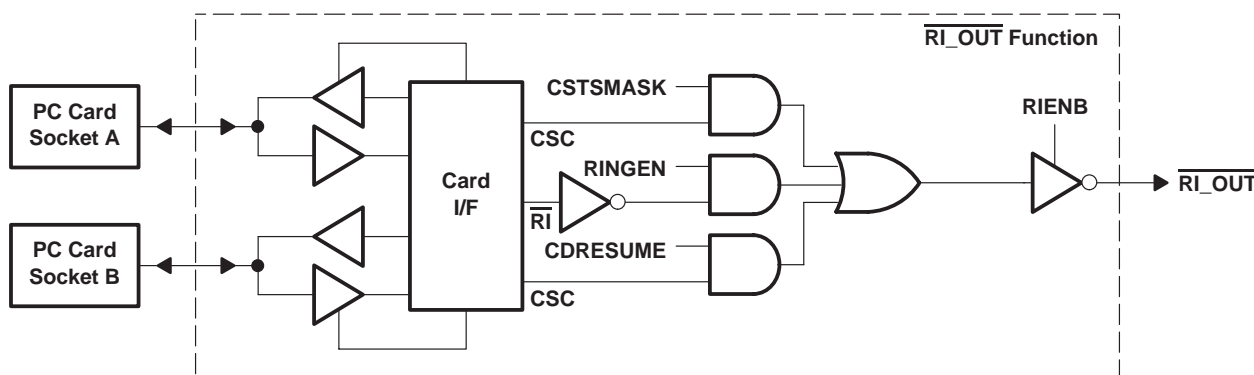 RI_OUT Function
PC Card
Socket A
CSTSMASK
CSC
RIENB
RINGEN
Card
I/F
RI
RI_OUT
PC Card
Socket B
CDRESUME
CSC